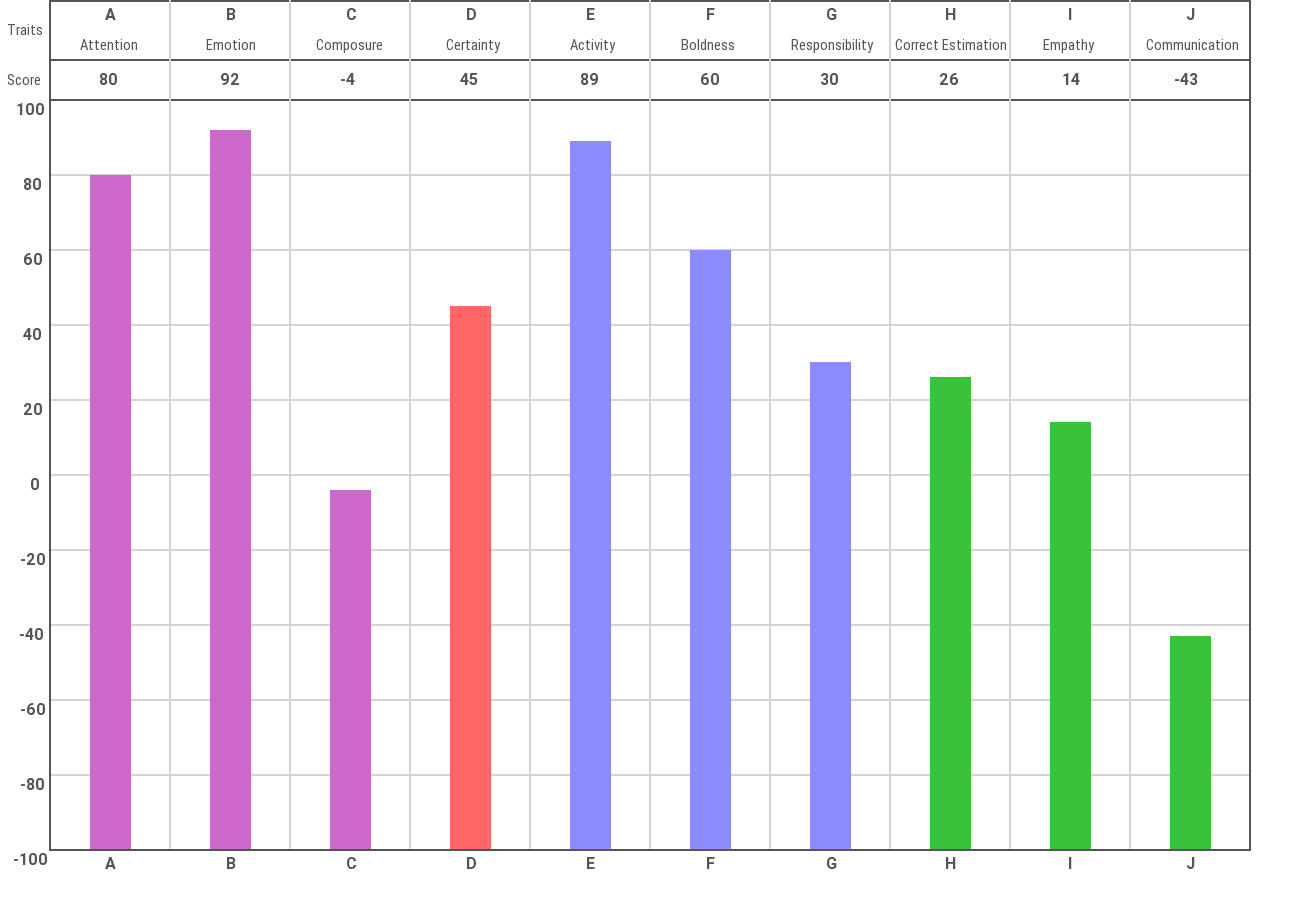 Traits
A B C D E F G H I J
Attention Emotion Composure Certainty Activity Boldness Responsibility Correct Estimation Empathy Communication
Score 80 92 -4 45 89 60 30 26 14 -43
100
80
60
40
20
0
-20
-40
-60
-80
-100
A B C D E F G H I J